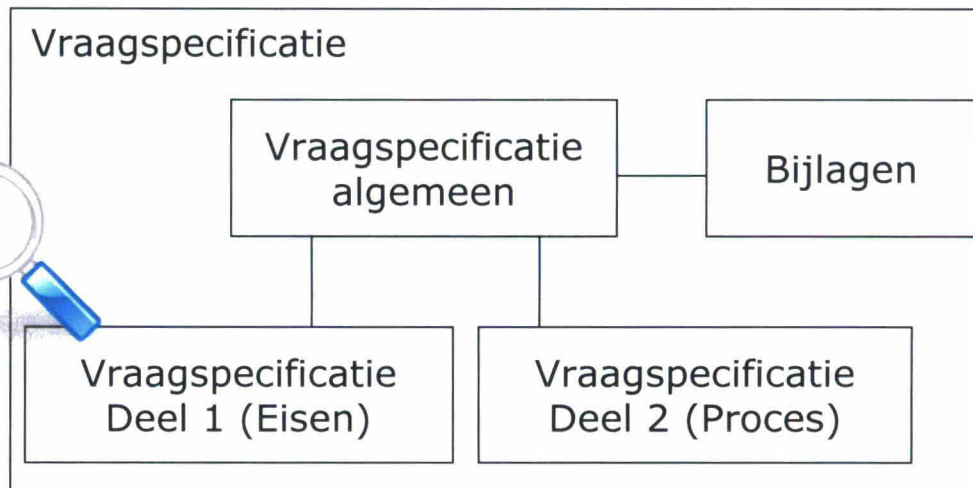 Vraagspecificatie
Vraagspecificatie
algemeen
Bijlagen
Vraagspecificatie
Deel 1 (Eisen)
Vraagspecificatie
Deel 2 (Proces)